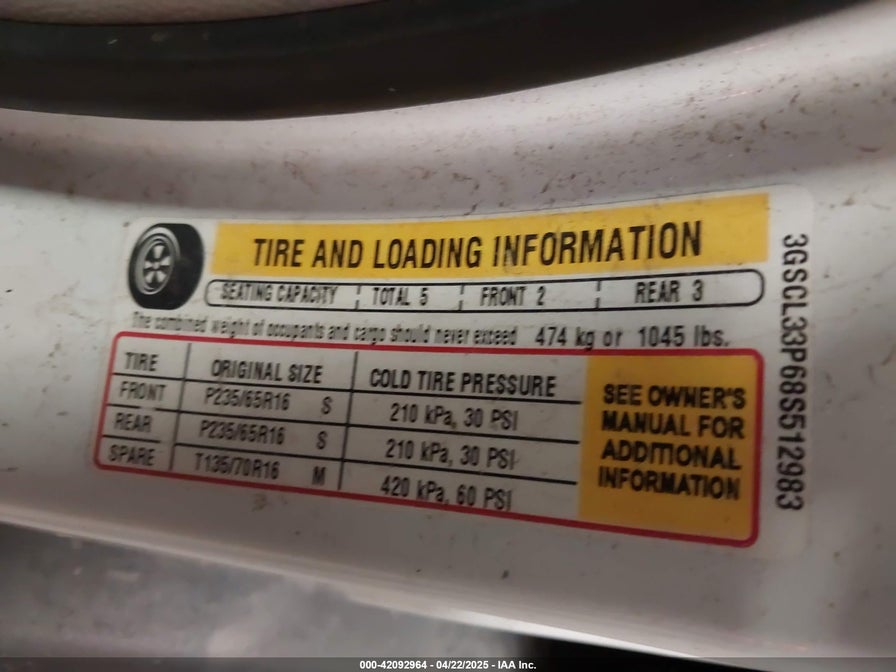 TIRE AND LOADING INFORMATION
SEATING CAPACITY TOTAL 5 FRONT 2 REAR 3
The combined weight of occupants and cargo should never exceed 474 kg or 1045 lbs.
TIRE ORIGINAL SIZE COLD TIRE PRESSURE
FRONT P235/65R16 S 210 kPa, 30 PSI
REAR P235/65R16 S 210 kPa, 30 PSI
SPARE T135/70R16 M 420 kPa, 60 PSI
SEE OWNER'S
MANUAL FOR
ADDITIONAL
INFORMATION
3GSCL33P68S512983
000-42092964 - 04/22/2025 - IAA Inc.